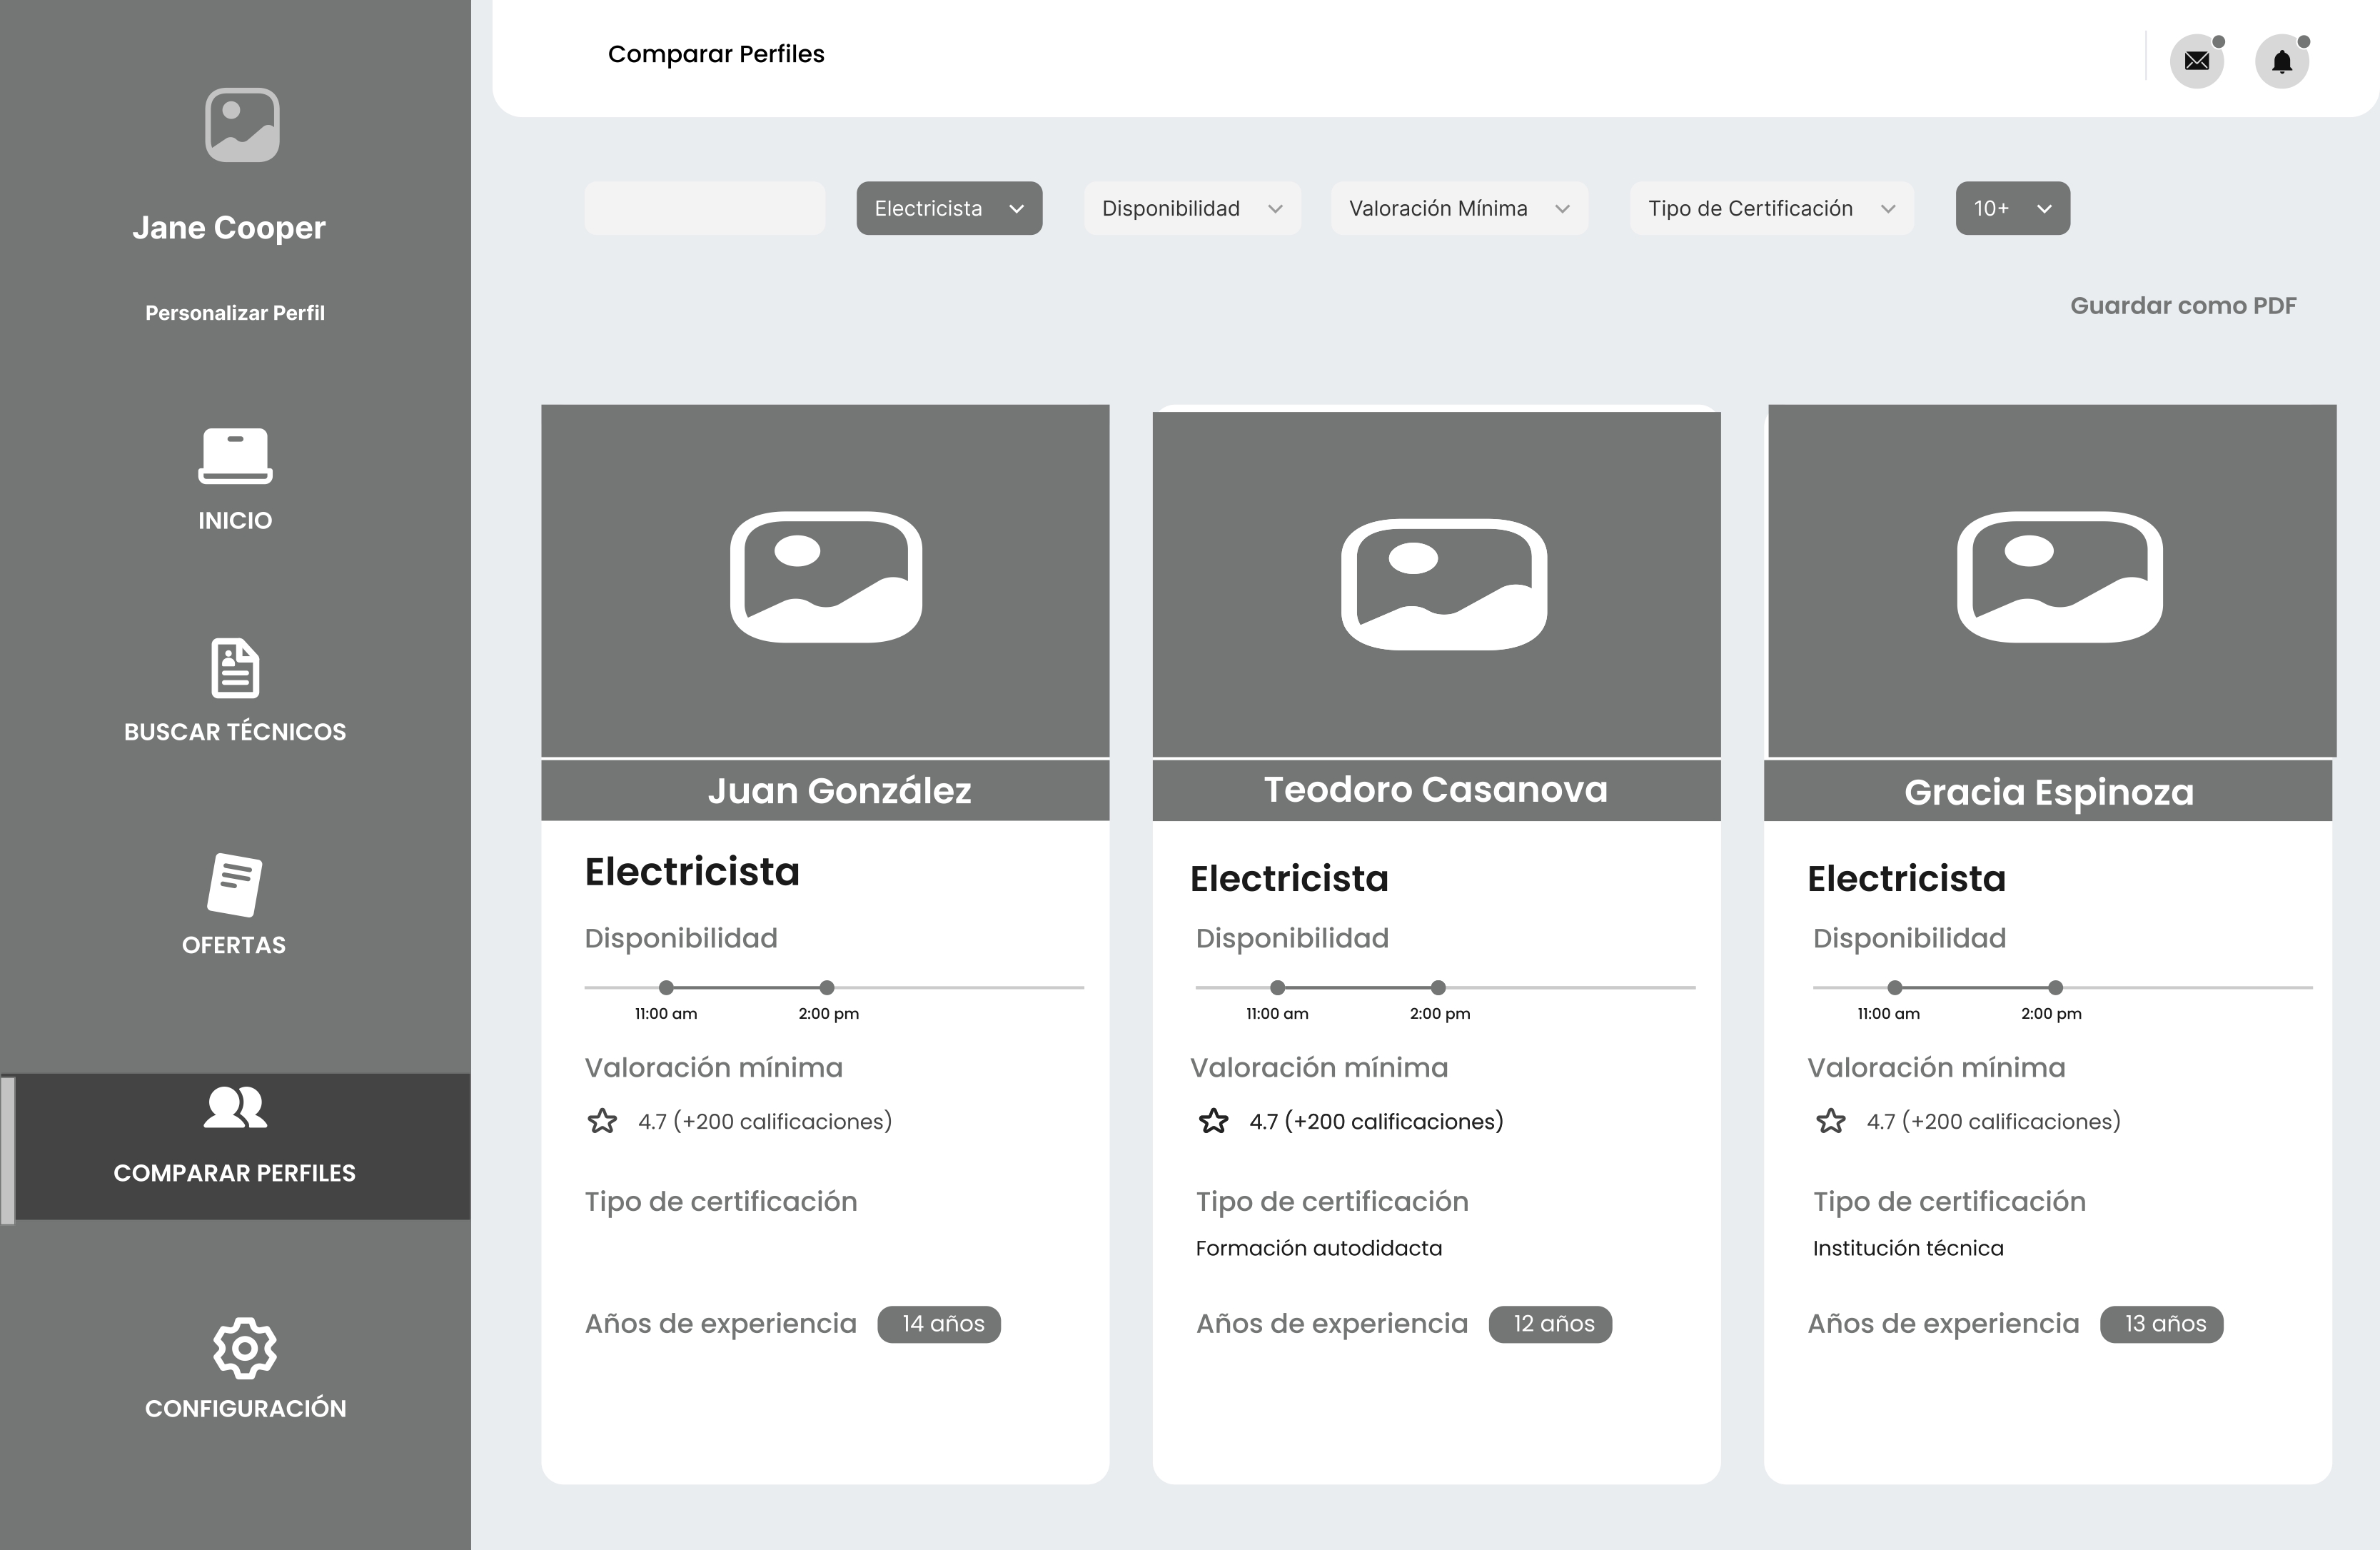 Jane Cooper
Personalizar Perfil
INICIO
BUSCAR TÉCNICOS
OFERTAS
COMPARAR PERFILES
CONFIGURACIÓN
Comparar Perfiles
Electricista
Disponibilidad
Valoración Mínima
Tipo de Certificación
10+
Guardar como PDF
Juan González
Electricista
Disponibilidad
11:00 am 2:00 pm
Valoración mínima
4.7 (+200 calificaciones)
Tipo de certificación
Años de experiencia 14 años
Teodoro Casanova
Electricista
Disponibilidad
11:00 am 2:00 pm
Valoración mínima
4.7 (+200 calificaciones)
Tipo de certificación
Formación autodidacta
Años de experiencia 12 años
Gracia Espinoza
Electricista
Disponibilidad
11:00 am 2:00 pm
Valoración mínima
4.7 (+200 calificaciones)
Tipo de certificación
Institución técnica
Años de experiencia 13 años